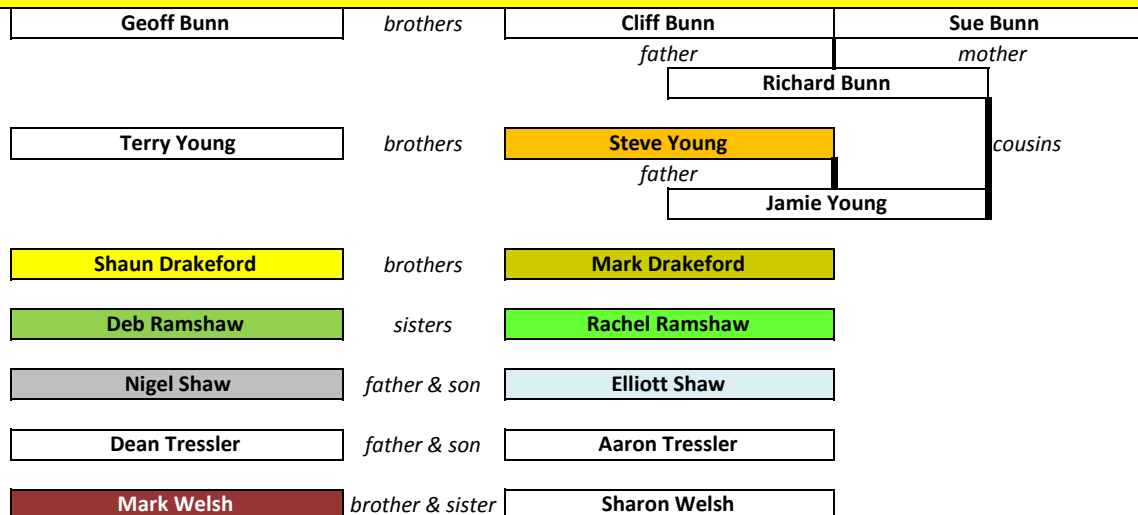 Geoff Bunn brothers Cliff Bunn Sue Bunn
father mother
Richard Bunn
Terry Young brothers Steve Young cousins
father
Jamie Young
Shaun Drakeford brothers Mark Drakeford
Deb Ramshaw sisters Rachel Ramshaw
Nigel Shaw father & son Elliott Shaw
Dean Tressler father & son Aaron Tressler
Mark Welsh brother & sister Sharon Welsh